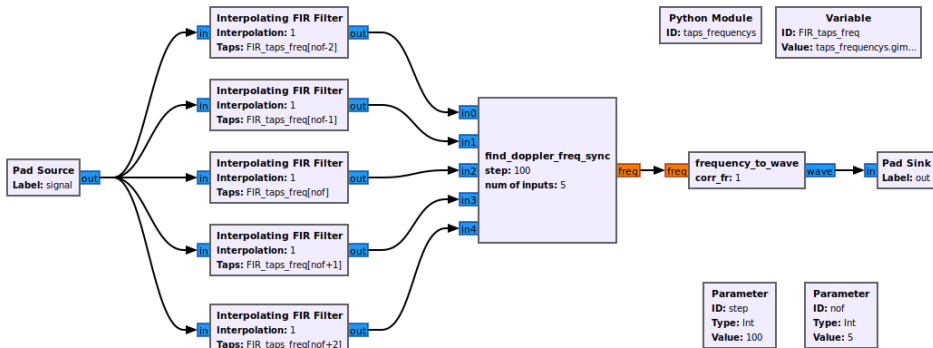 Interpolating FIR Filter
in
Interpolation: 1
out
Taps: FIR_taps_freq[nof-2]
Python Module
ID: taps_frequencys
Variable
ID: FIR_taps_freq
Value: taps_frequencys.gim...
Interpolating FIR Filter
in
Interpolation: 1
out
Taps: FIR_taps_freq[nof-1]
Pad Source
Label: signal
out
Interpolating FIR Filter
in
Interpolation: 1
out
Taps: FIR_taps_freq[nof]
Interpolating FIR Filter
in
Interpolation: 1
out
Taps: FIR_taps_freq[nof+1]
Interpolating FIR Filter
in
Interpolation: 1
out
Taps: FIR_taps_freq[nof+2]
in0
in1
in2
in3
in4
find_doppler_freq_sync
step: 100
num of inputs: 5
freq
freq
frequency_to_wave
corr_fr: 1
wave
in
Pad Sink
Label: out
Parameter
ID: step
Type: Int
Value: 100
Parameter
ID: nof
Type: Int
Value: 5